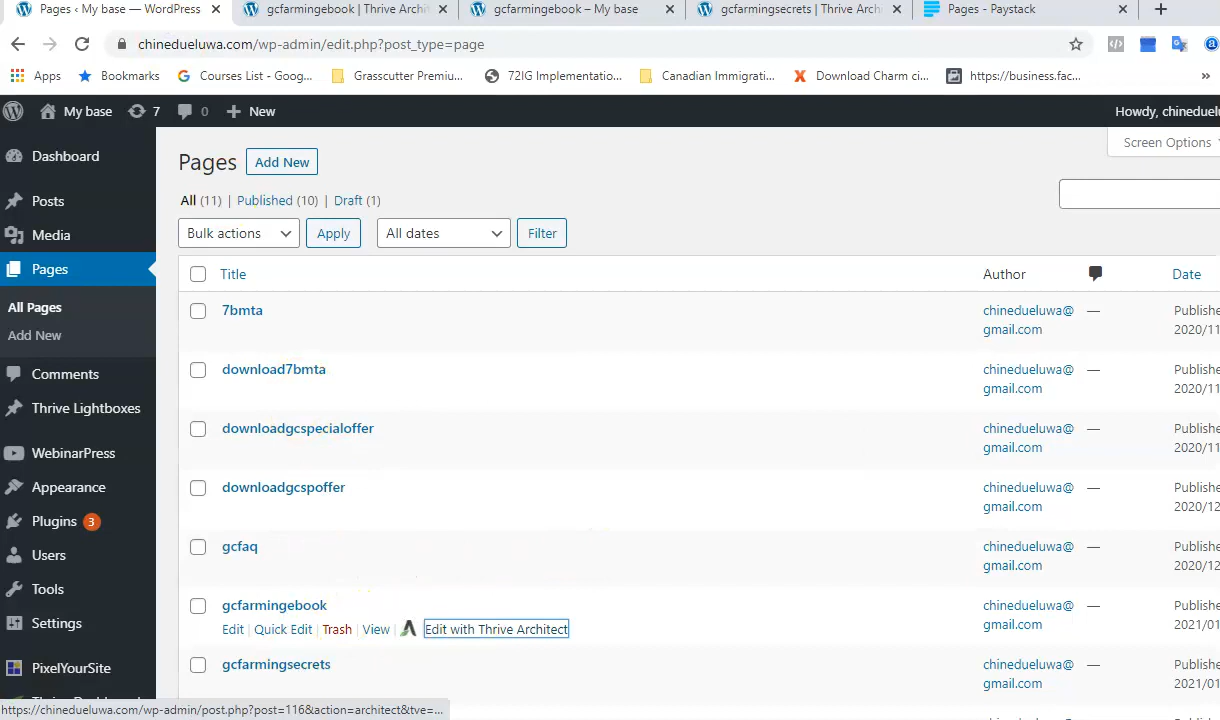 Pages ‹ My base — WordPress
gcfarmingebook | Thrive Archit
gcfarmingebook – My base
gcfarmingsecrets | Thrive Archi
Pages - Paystack
chinedueluwa.com/wp-admin/edit.php?post_type=page
Apps
Bookmarks
Courses List - Goog...
Grasscutter Premiu...
72IG Implementatio...
Canadian Immigrati...
Download Charm ci...
https://business.fac...
»
My base
7
0
New
Howdy, chineduelu
Screen Options
Dashboard
Posts
Media
Pages
All Pages
Add New
Comments
Thrive Lightboxes
WebinarPress
Appearance
Plugins 3
Users
Tools
Settings
PixelYourSite
Pages Add New
All (11) | Published (10) | Draft (1)
Bulk actions Apply All dates Filter
Title Author Date
7bmta chinedueluwa@ — Publishe
gmail.com 2020/11
download7bmta chinedueluwa@ — Publishe
gmail.com 2020/11
downloadgcspecialoffer chinedueluwa@ — Publishe
gmail.com 2020/11
downloadgcspoffer chinedueluwa@ — Publishe
gmail.com 2020/12
gcfaq chinedueluwa@ — Publishe
gmail.com 2020/12
gcfarmingebook chinedueluwa@ — Publishe
Edit | Quick Edit | Trash | View | Edit with Thrive Architect gmail.com 2021/01
gcfarmingsecrets chinedueluwa@ — Publishe
gmail.com 2021/01
https://chinedueluwa.com/wp-admin/post.php?post=116&action=architect&tve=...